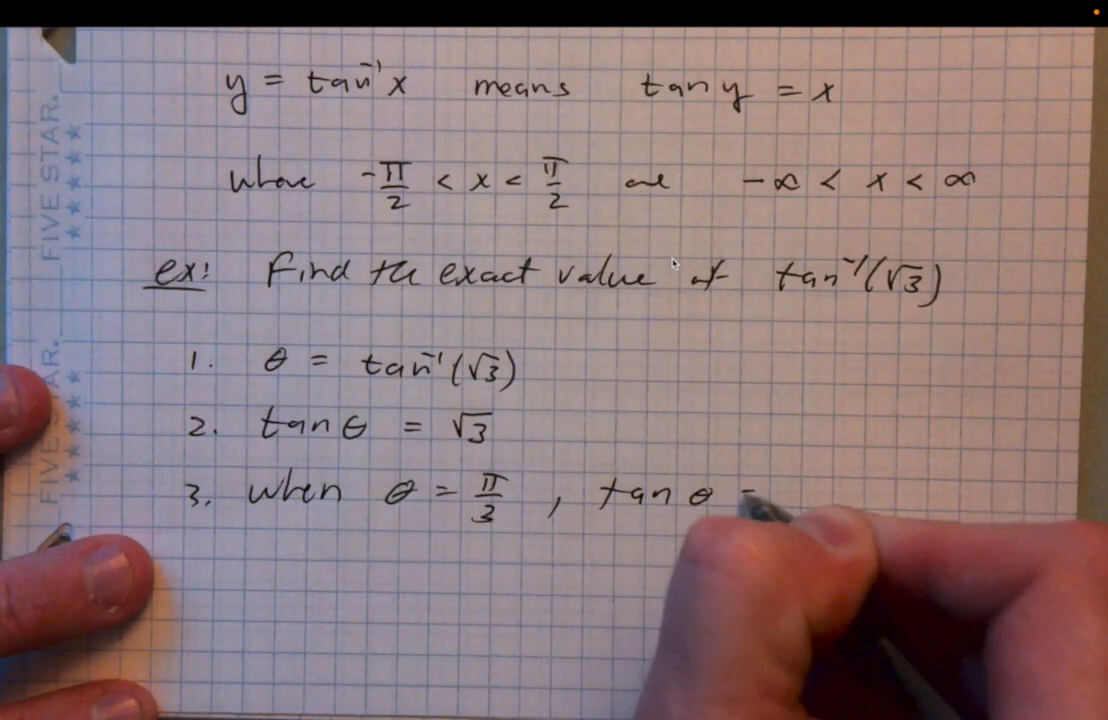 y = tan⁻¹x means tan y = x
where -π/2 < x < π/2 and -∞ < x < ∞
ex: Find the exact value of tan⁻¹(√3)
1. θ = tan⁻¹(√3)
2. tan θ = √3
3. when θ = π/3, tan θ =
FIVE STAR.
FIVE STAR.